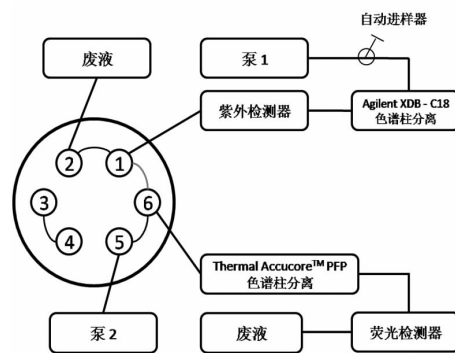 自动进样器
废液
泵 1
紫外检测器
Agilent XDB - C18
色谱柱分离
2
1
3
6
4
5
Thermal Accucore™ PFP
色谱柱分离
泵 2
废液
荧光检测器